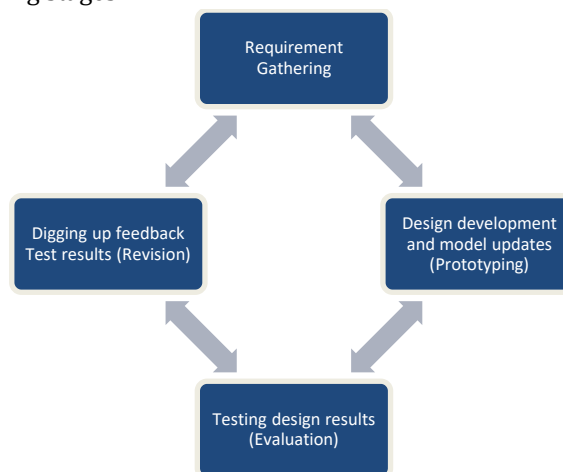 Requirement
Gathering
Digging up feedback
Test results (Revision)
Design development
and model updates
(Prototyping)
Testing design results
(Evaluation)